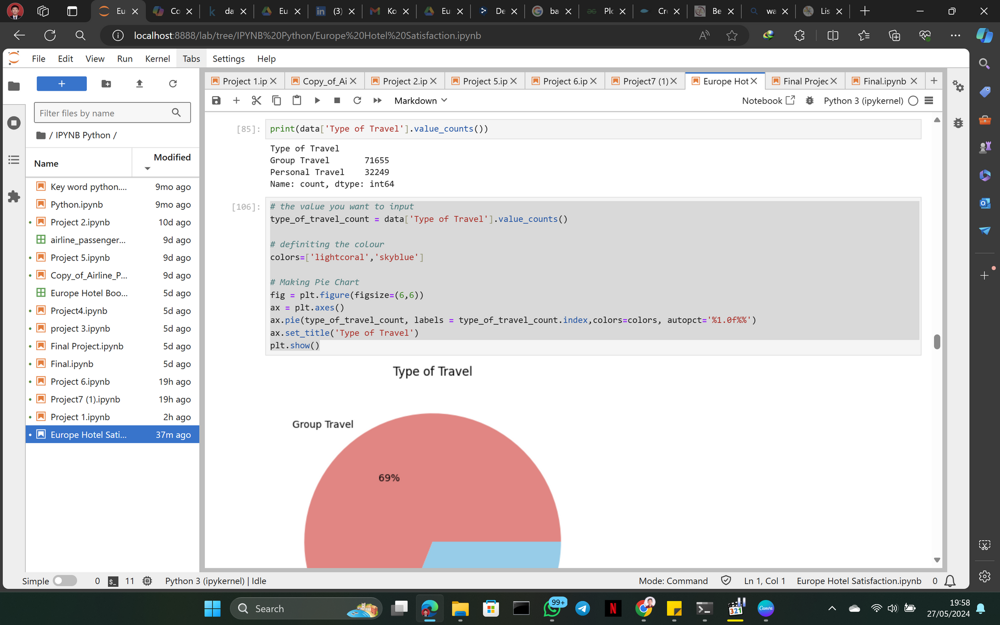 Eu
Co
da
Eu
(3)
Ko
Eu
De
ba
Plo
Cre
Be
wa
Lis
localhost:8888/lab/tree/IPYNB%20Python/Europe%20Hotel%20Satisfaction.ipynb
File Edit View Run Kernel Tabs Settings Help
+
Filter files by name
/ IPYNB Python /
Name Modified
Key word python.... 9mo ago
Python.ipynb 9mo ago
Project 2.ipynb 10d ago
airline_passenger... 9d ago
Project 5.ipynb 9d ago
Copy_of_Airline_P... 9d ago
Europe Hotel Boo... 5d ago
Project4.ipynb 5d ago
project 3.ipynb 5d ago
Final Project.ipynb 5d ago
Final.ipynb 5d ago
Project 6.ipynb 19h ago
Project7 (1).ipynb 19h ago
Project 1.ipynb 2h ago
Europe Hotel Sati... 37m ago
Project 1.ip Copy_of_Ai Project 2.ip Project 5.ip Project 6.ip Project7 (1) Europe Hot Final Projec Final.ipynb
Markdown Notebook Python 3 (ipykernel)
[85]: print(data['Type of Travel'].value_counts())
Type of Travel
Group Travel 71655
Personal Travel 32249
Name: count, dtype: int64
[106]: # the value you want to input
type_of_travel_count = data['Type of Travel'].value_counts()
# definiting the colour
colors=['lightcoral','skyblue']
# Making Pie Chart
fig = plt.figure(figsize=(6,6))
ax = plt.axes()
ax.pie(type_of_travel_count, labels = type_of_travel_count.index,colors=colors, autopct='%1.0f%%')
ax.set_title('Type of Travel')
plt.show()
Type of Travel
Group Travel
69%
Simple 0 11 Python 3 (ipykernel) | Idle Mode: Command Ln 1, Col 1 Europe Hotel Satisfaction.ipynb 0
Search
99+
321
Canva
19:58
27/05/2024